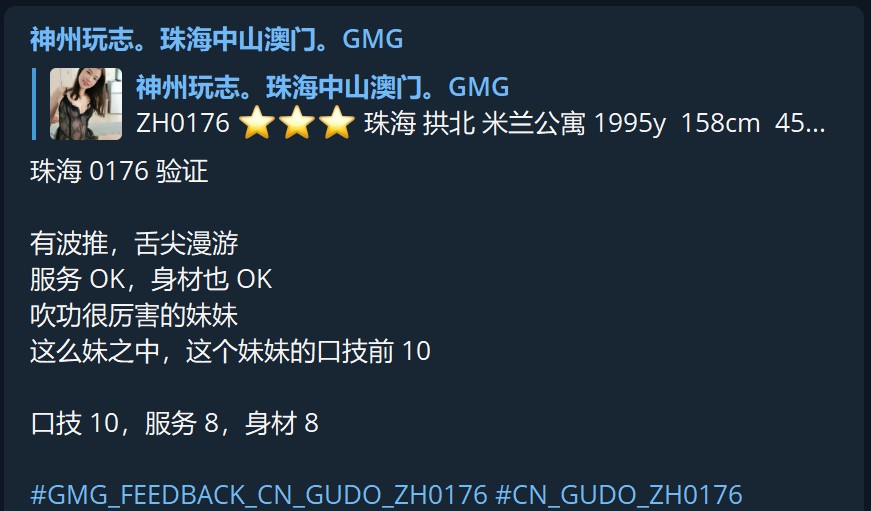 神州玩志。珠海中山澳门。GMG
神州玩志。珠海中山澳门。GMG
ZH0176 ⭐⭐⭐ 珠海 拱北 米兰公寓 1995y 158cm 45...
珠海 0176 验证
有波推，舌尖漫游
服务 OK，身材也 OK
吹功很厉害的妹妹
这么妹之中，这个妹妹的口技前 10
口技 10，服务 8，身材 8
#GMG_FEEDBACK_CN_GUDO_ZH0176 #CN_GUDO_ZH0176